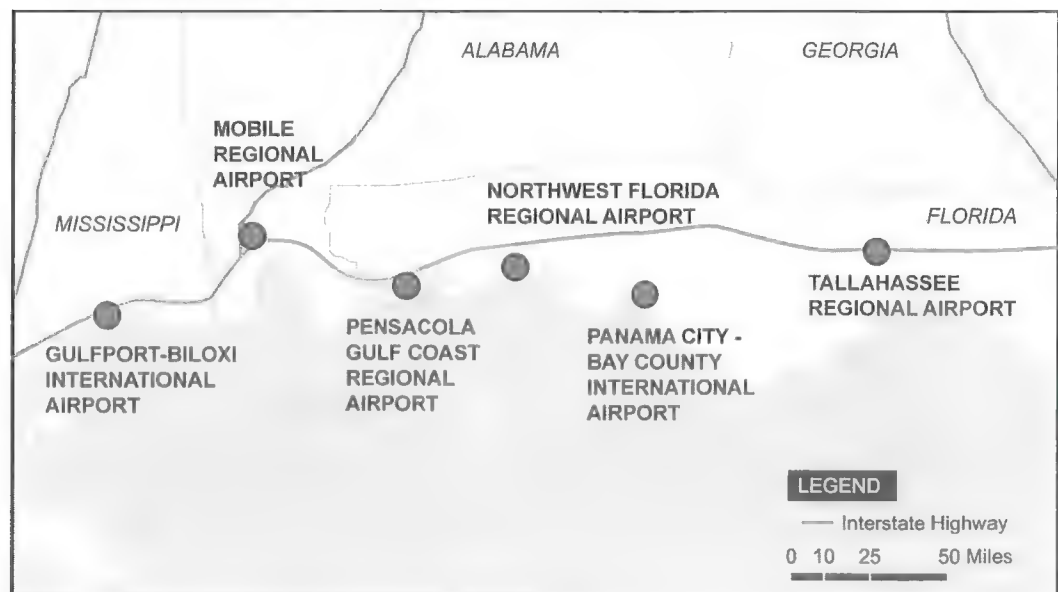 ALABAMA
GEORGIA
MOBILE
REGIONAL
AIRPORT
NORTHWEST FLORIDA
REGIONAL AIRPORT
MISSISSIPPI
FLORIDA
TALLAHASSEE
REGIONAL AIRPORT
GULFPORT-BILOXI
INTERNATIONAL
AIRPORT
PENSACOLA
GULF COAST
REGIONAL
AIRPORT
PANAMA CITY -
BAY COUNTY
INTERNATIONAL
AIRPORT
LEGEND
Interstate Highway
0 10 25 50 Miles